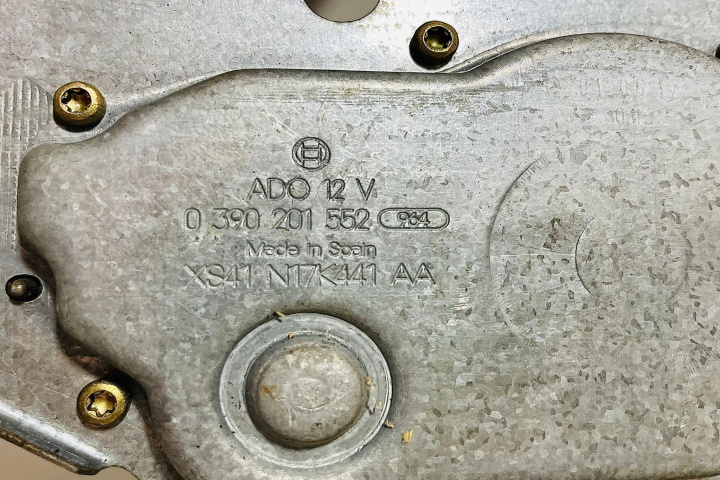 ADO 12 V
0 390 201 552 964
Made in Spain
XS41 N17K441 AA